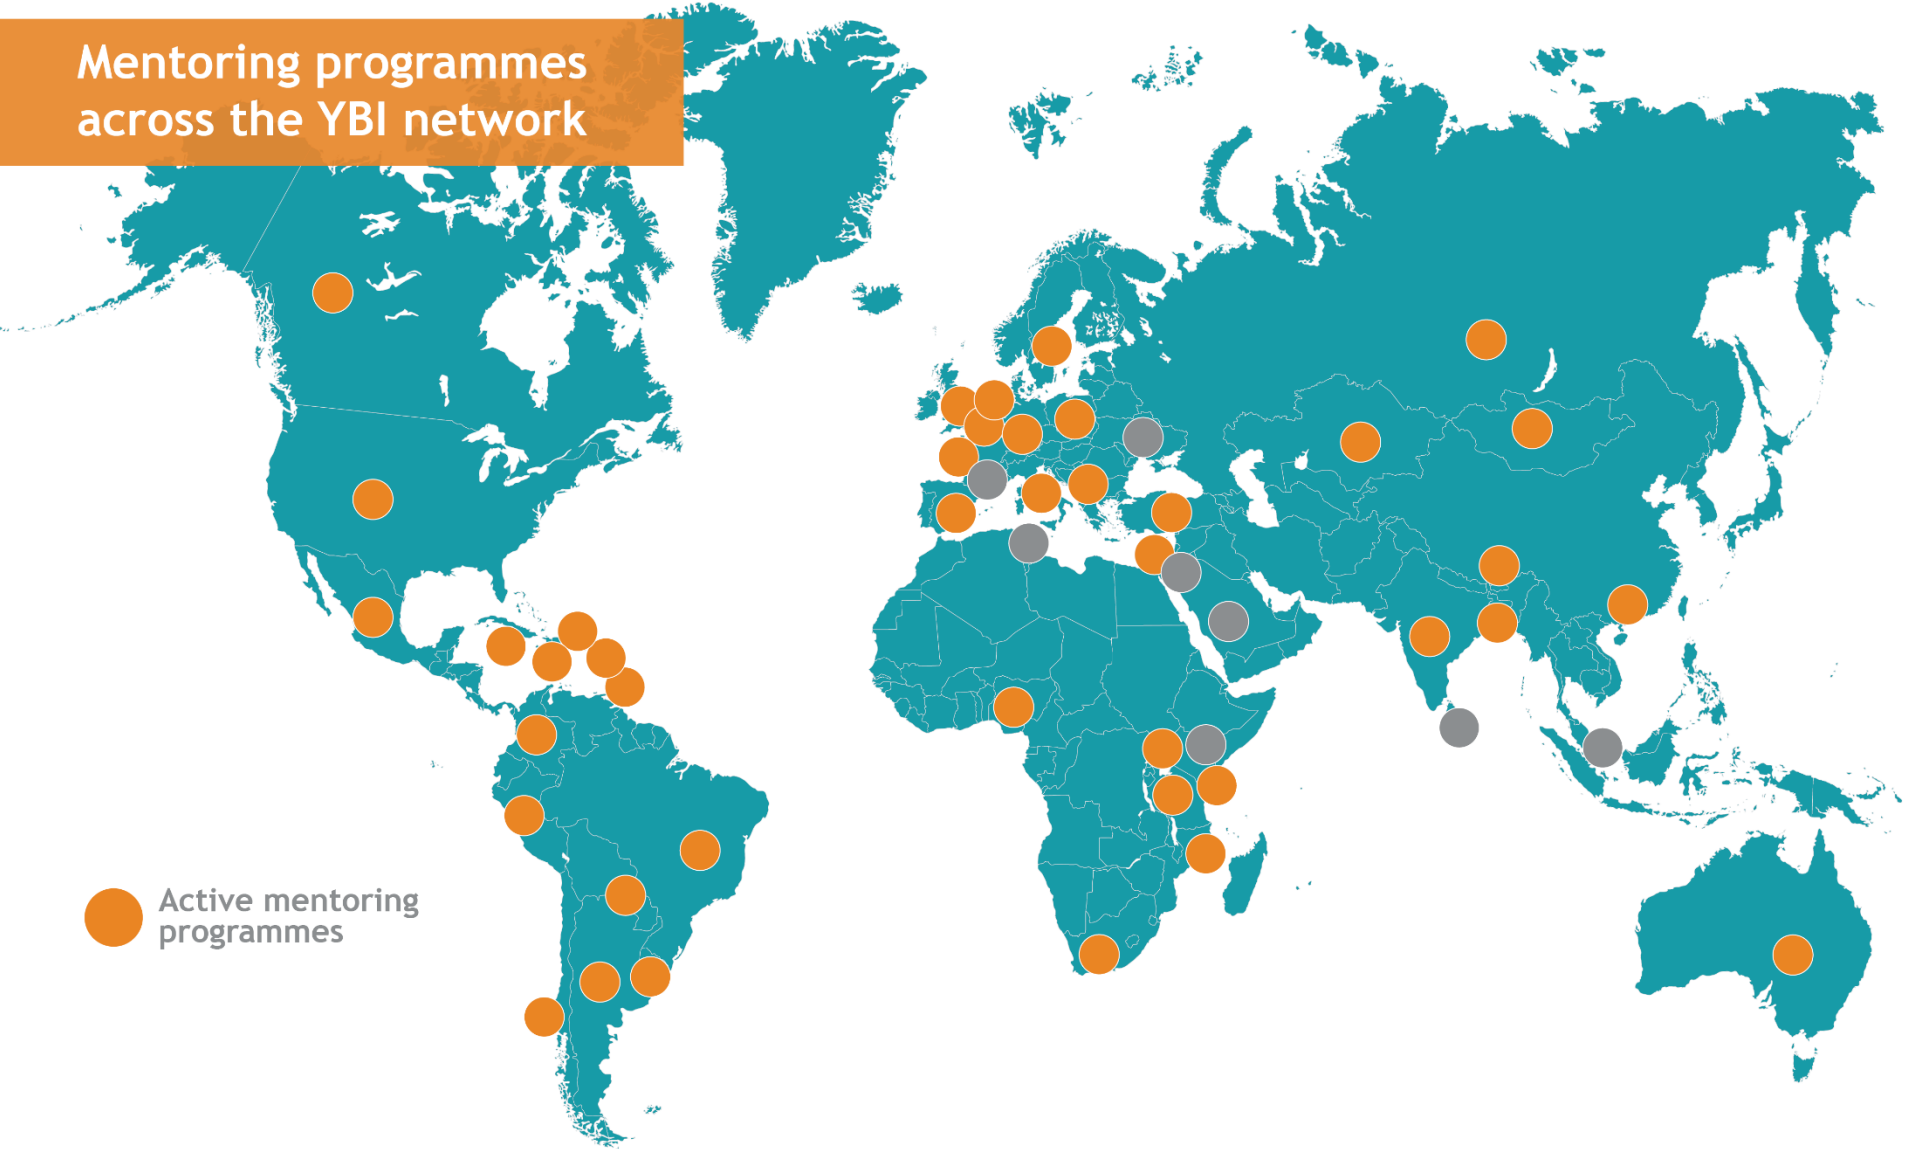 Mentoring programmes
across the YBI network
Active mentoring
programmes